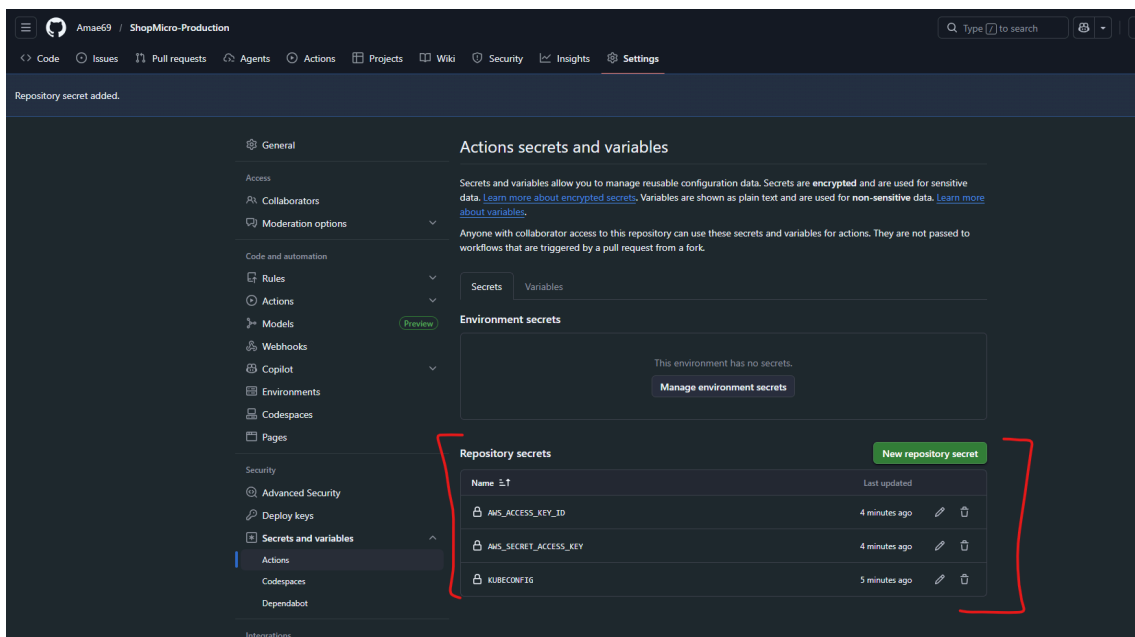 Amae69 / ShopMicro-Production
Type / to search
Code
Issues
Pull requests
Agents
Actions
Projects
Wiki
Security
Insights
Settings
Repository secret added.
General
Access
Collaborators
Moderation options
Code and automation
Rules
Actions
Models
Preview
Webhooks
Copilot
Environments
Codespaces
Pages
Security
Advanced Security
Deploy keys
Secrets and variables
Actions
Codespaces
Dependabot
Integrations
Actions secrets and variables
Secrets and variables allow you to manage reusable configuration data. Secrets are encrypted and are used for sensitive
data. Learn more about encrypted secrets. Variables are shown as plain text and are used for non-sensitive data. Learn more
about variables.
Anyone with collaborator access to this repository can use these secrets and variables for actions. They are not passed to
workflows that are triggered by a pull request from a fork.
Secrets
Variables
Environment secrets
This environment has no secrets.
Manage environment secrets
Repository secrets
New repository secret
Name
Last updated
AWS_ACCESS_KEY_ID
4 minutes ago
AWS_SECRET_ACCESS_KEY
4 minutes ago
KUBECONFIG
5 minutes ago